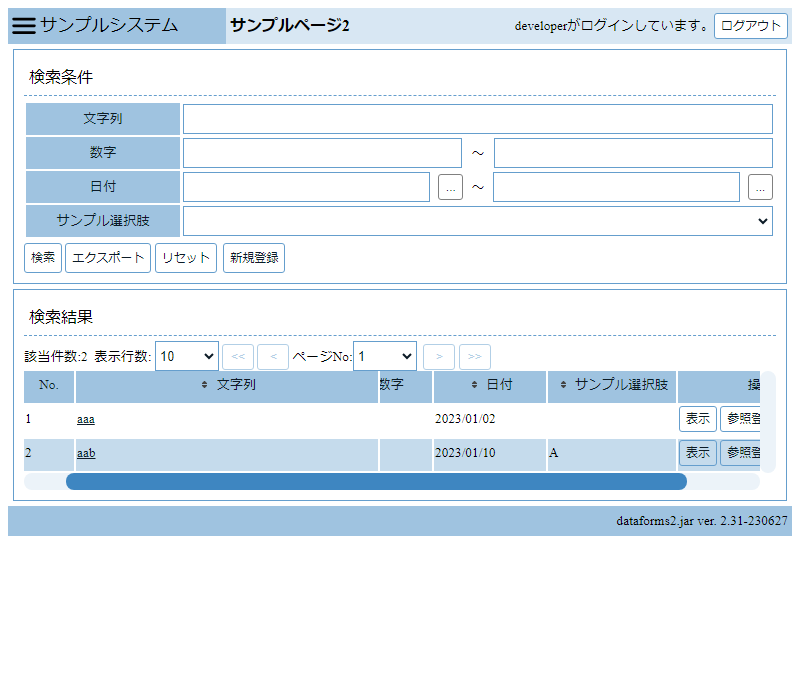 サンプルシステム サンプルページ2 developerがログインしています。 ログアウト
検索条件
文字列
数字 ～
日付 ... ～ ...
サンプル選択肢
検索 エクスポート リセット 新規登録
検索結果
該当件数:2 表示行数: 10 << < ページNo: 1 > >>
No. 文字列 数字 日付 サンプル選択肢 操
1 aaa 2023/01/02 表示 参照登
2 aab 2023/01/10 A 表示 参照登
dataforms2.jar ver. 2.31-230627